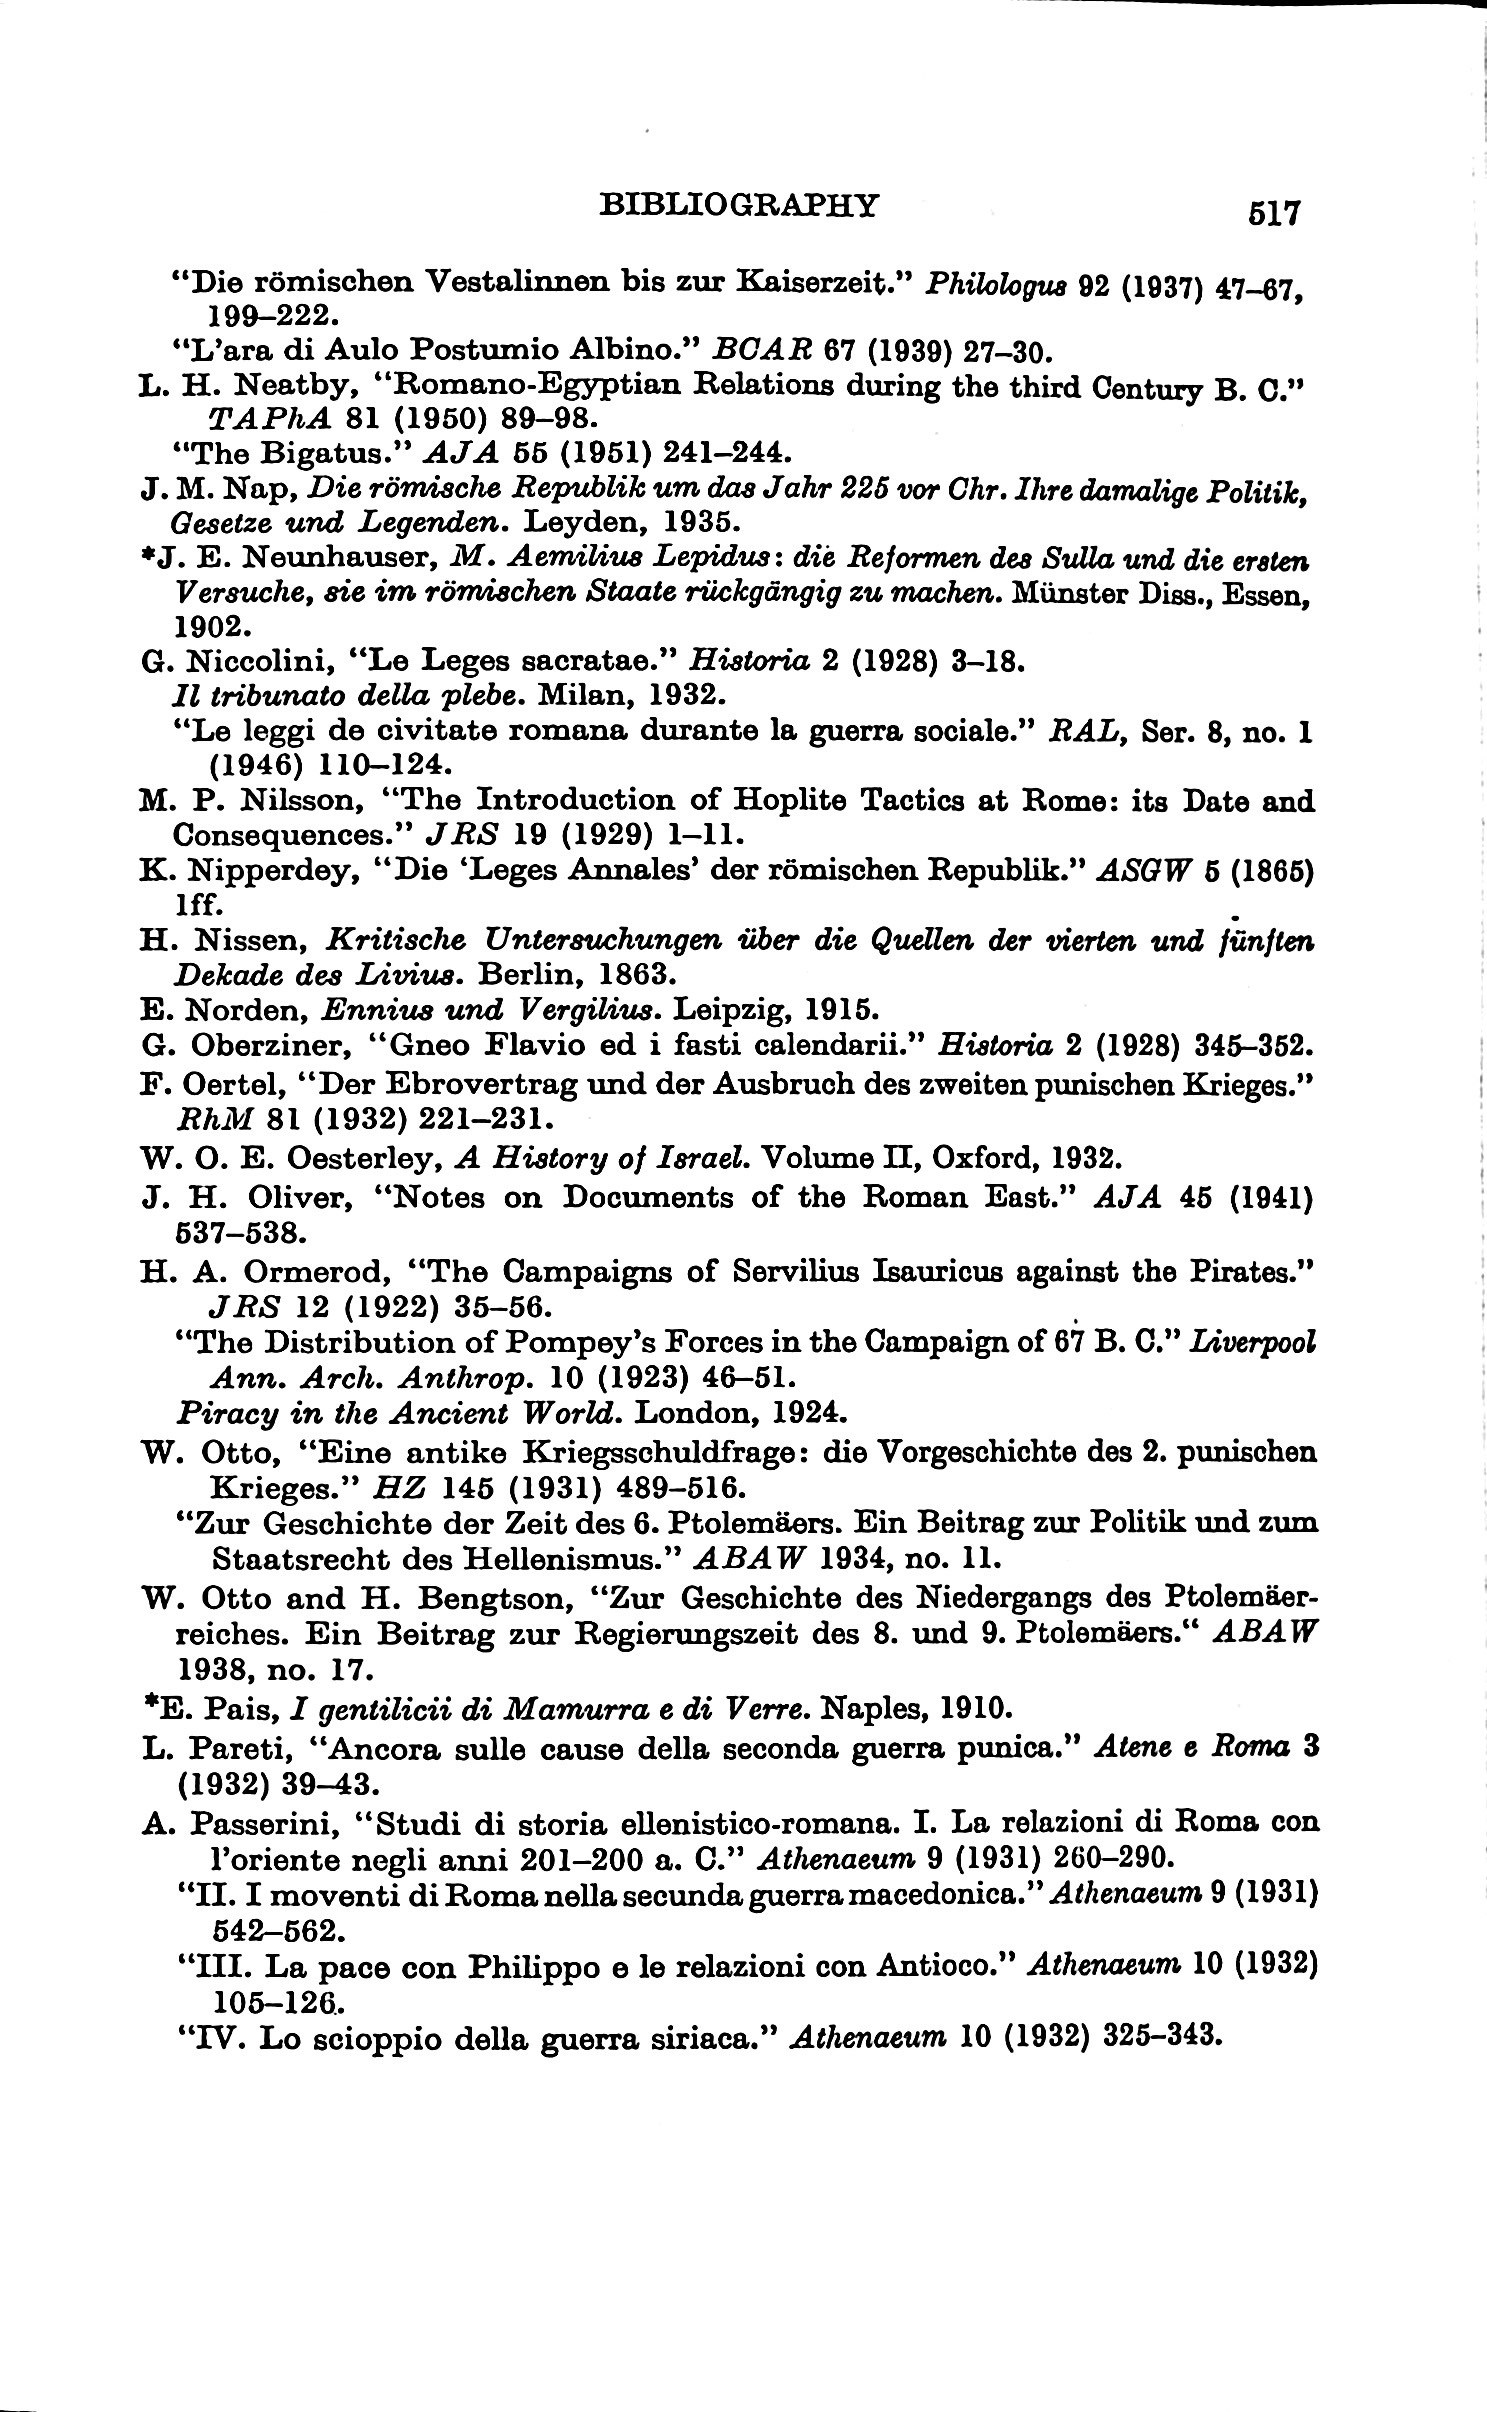 BIBLIOGRAPHY 517
“Die römischen Vestalinnen bis zur Kaiserzeit.” Philologus 92 (1937) 47–67,
199–222.
“L’ara di Aulo Postumio Albino.” BCAR 67 (1939) 27–30.
L. H. Neatby, “Romano-Egyptian Relations during the third Century B. C.”
TAPhA 81 (1950) 89–98.
“The Bigatus.” AJA 55 (1951) 241–244.
J. M. Nap, Die römische Republik um das Jahr 225 vor Chr. Ihre damalige Politik,
Gesetze und Legenden. Leyden, 1935.
*J. E. Neunhauser, M. Aemilius Lepidus: die Reformen des Sulla und die ersten
Versuche, sie im römischen Staate rückgängig zu machen. Münster Diss., Essen,
1902.
G. Niccolini, “Le Leges sacratae.” Historia 2 (1928) 3–18.
Il tribunato della plebe. Milan, 1932.
“Le leggi de civitate romana durante la guerra sociale.” RAL, Ser. 8, no. 1
(1946) 110–124.
M. P. Nilsson, “The Introduction of Hoplite Tactics at Rome: its Date and
Consequences.” JRS 19 (1929) 1–11.
K. Nipperdey, “Die ‘Leges Annales’ der römischen Republik.” ASGW 5 (1865)
1ff.
H. Nissen, Kritische Untersuchungen über die Quellen der vierten und fünften
Dekade des Livius. Berlin, 1863.
E. Norden, Ennius und Vergilius. Leipzig, 1915.
G. Oberziner, “Gneo Flavio ed i fasti calendarii.” Historia 2 (1928) 345–352.
F. Oertel, “Der Ebrovertrag und der Ausbruch des zweiten punischen Krieges.”
RhM 81 (1932) 221–231.
W. O. E. Oesterley, A History of Israel. Volume II, Oxford, 1932.
J. H. Oliver, “Notes on Documents of the Roman East.” AJA 45 (1941)
537–538.
H. A. Ormerod, “The Campaigns of Servilius Isauricus against the Pirates.”
JRS 12 (1922) 35–56.
“The Distribution of Pompey’s Forces in the Campaign of 67 B. C.” Liverpool
Ann. Arch. Anthrop. 10 (1923) 46–51.
Piracy in the Ancient World. London, 1924.
W. Otto, “Eine antike Kriegsschuldfrage: die Vorgeschichte des 2. punischen
Krieges.” HZ 145 (1931) 489–516.
“Zur Geschichte der Zeit des 6. Ptolemäers. Ein Beitrag zur Politik und zum
Staatsrecht des Hellenismus.” ABAW 1934, no. 11.
W. Otto and H. Bengtson, “Zur Geschichte des Niedergangs des Ptolemäer-
reiches. Ein Beitrag zur Regierungszeit des 8. und 9. Ptolemäers.“ ABAW
1938, no. 17.
*E. Pais, I gentilicii di Mamurra e di Verre. Naples, 1910.
L. Pareti, “Ancora sulle cause della seconda guerra punica.” Atene e Roma 3
(1932) 39–43.
A. Passerini, “Studi di storia ellenistico-romana. I. La relazioni di Roma con
l’oriente negli anni 201–200 a. C.” Athenaeum 9 (1931) 260–290.
“II. I moventi di Roma nella secunda guerra macedonica.” Athenaeum 9 (1931)
542–562.
“III. La pace con Philippo e le relazioni con Antioco.” Athenaeum 10 (1932)
105–126.
“IV. Lo scioppio della guerra siriaca.” Athenaeum 10 (1932) 325–343.